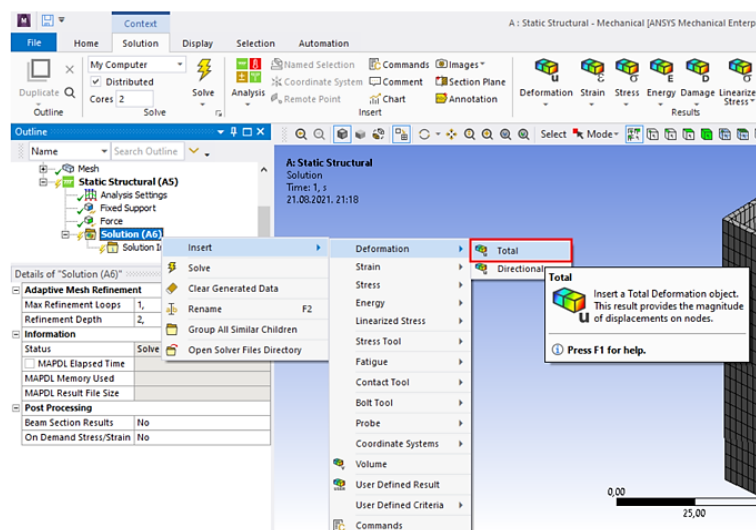 Context
A : Static Structural - Mechanical [ANSYS Mechanical Enterp
File Home Solution Display Selection Automation
Duplicate
Outline
My Computer
Distributed
Cores 2
Solve
Solve
Analysis
Named Selection
Coordinate System
Remote Point
Commands
Comment
Chart
Images
Section Plane
Annotation
Insert
Deformation Strain Stress Energy Damage Linearize
Stress
Results
Outline
Name Search Outline
Select Mode
Mesh
Static Structural (A5)
Analysis Settings
Fixed Support
Force
Solution (A6)
Solution I
A: Static Structural
Solution
Time: 1, s
21.08.2021. 21:18
Details of "Solution (A6)"
Adaptive Mesh Refinement
Max Refinement Loops 1,
Refinement Depth 2,
Information
Status Solve
MAPDL Elapsed Time
MAPDL Memory Used
MAPDL Result File Size
Post Processing
Beam Section Results No
On Demand Stress/Strain No
Insert
Solve
Clear Generated Data
Rename F2
Group All Similar Children
Open Solver Files Directory
Deformation
Strain
Stress
Energy
Linearized Stress
Stress Tool
Fatigue
Contact Tool
Bolt Tool
Probe
Coordinate Systems
Volume
User Defined Result
User Defined Criteria
Commands
Total
Directional
Total
Insert a Total Deformation object.
This result provides the magnitude
of displacements on nodes.
Press F1 for help.
0,00
25,00